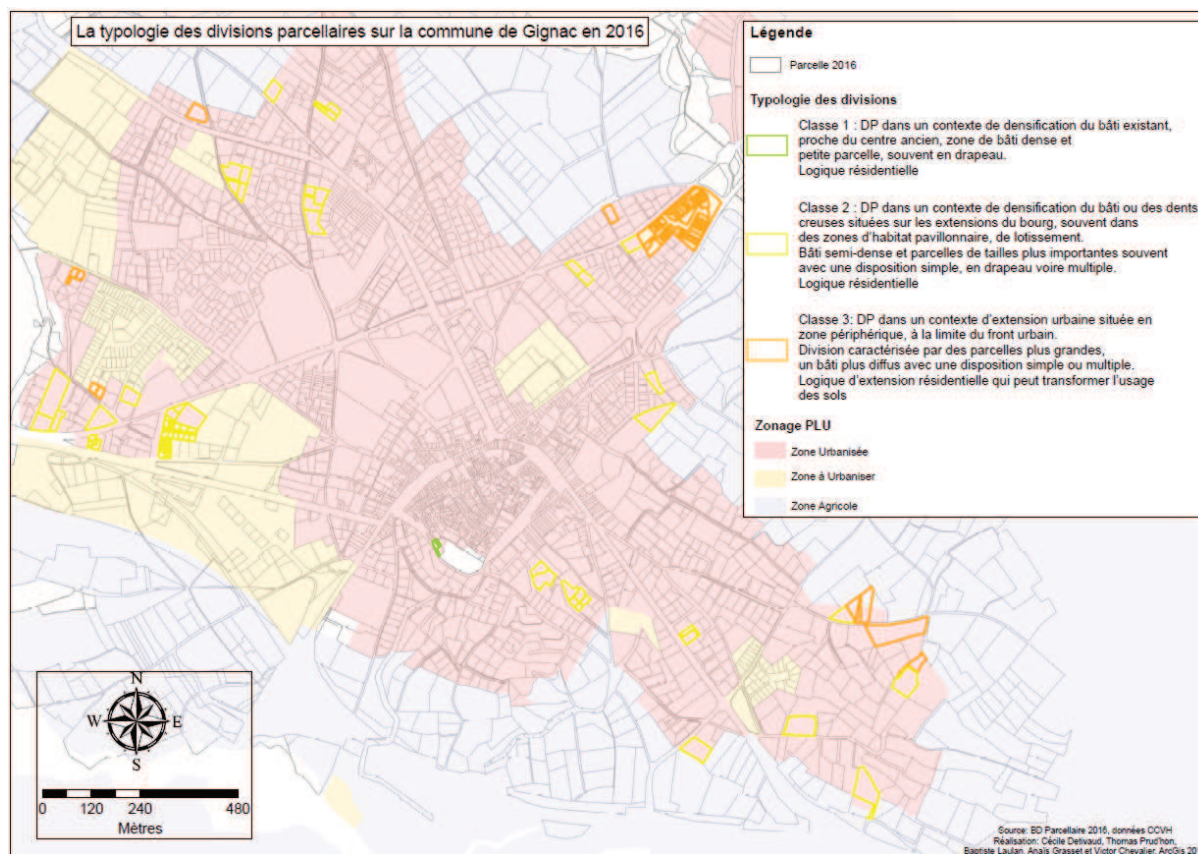 La typologie des divisions parcellaires sur la commune de Gignac en 2016
Légende
Parcelle 2016
Typologie des divisions
Classe 1 : DP dans un contexte de densification du bâti existant,
proche du centre ancien, zone de bâti dense et
petite parcelle, souvent en drapeau.
Logique résidentielle
Classe 2 : DP dans un contexte de densification du bâti ou des dents
creuses situées sur les extensions du bourg, souvent dans
des zones d'habitat pavillonnaire, de lotissement.
Bâti semi-dense et parcelles de tailles plus importantes souvent
avec une disposition simple, en drapeau voire multiple.
Logique résidentielle
Classe 3: DP dans un contexte d'extension urbaine située en
zone périphérique, à la limite du front urbain.
Division caractérisée par des parcelles plus grandes,
un bâti plus diffus avec une disposition simple ou multiple.
Logique d'extension résidentielle qui peut transformer l'usage
des sols
Zonage PLU
Zone Urbanisée
Zone à Urbaniser
Zone Agricole
N
W E
S
0 120 240 480
Mètres
Source: BD Parcellaire 2016, données CCVH
Réalisation: Cécile Detivaud, Thomas Prud'hon,
Baptiste Laulan, Anaïs Grasset et Victor Chevalier, ArcGis